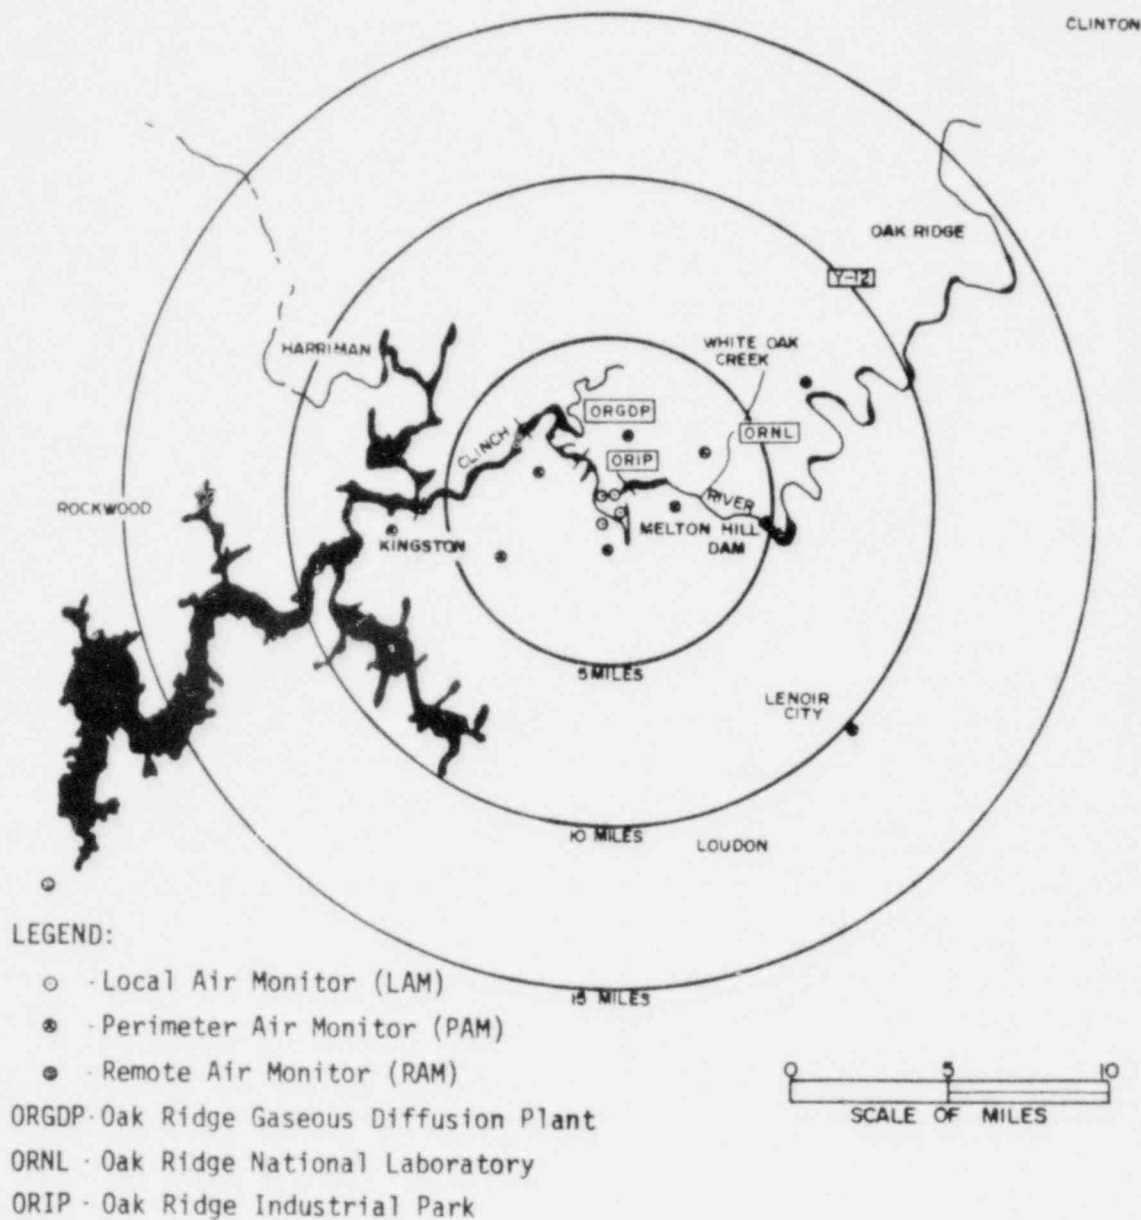 CLINTON
OAK RIDGE
Y-12
HARRIMAN
WHITE OAK
CREEK
ORGDP
ORNL
CLINCH
ORIP
RIVER
ROCKWOOD
KINGSTON
MELTON HILL
DAM
5 MILES
LENOIR
CITY
10 MILES
LOUDON
15 MILES
LEGEND:
- Local Air Monitor (LAM)
- Perimeter Air Monitor (PAM)
- Remote Air Monitor (RAM)
ORGDP - Oak Ridge Gaseous Diffusion Plant
ORNL - Oak Ridge National Laboratory
ORIP - Oak Ridge Industrial Park
0 5 10
SCALE OF MILES